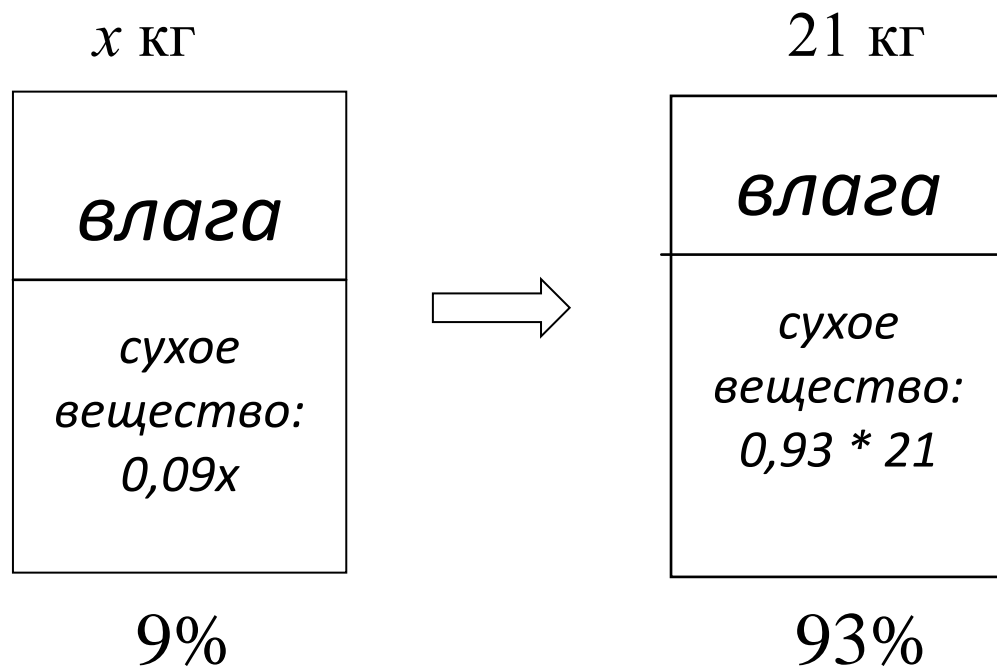 x кг
влага
сухое
вещество:
0,09x
9%
21 кг
влага
сухое
вещество:
0,93 * 21
93%